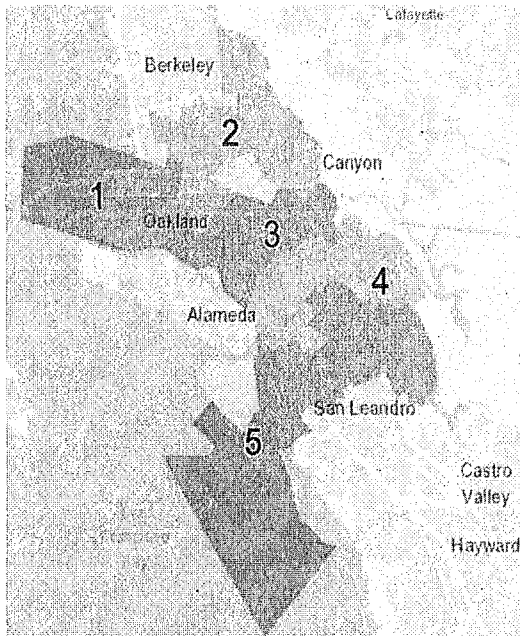 Lafayette
Berkeley
2
Canyon
1
Oakland
3
4
Alameda
San Leandro
5
Castro
Valley
Hayward